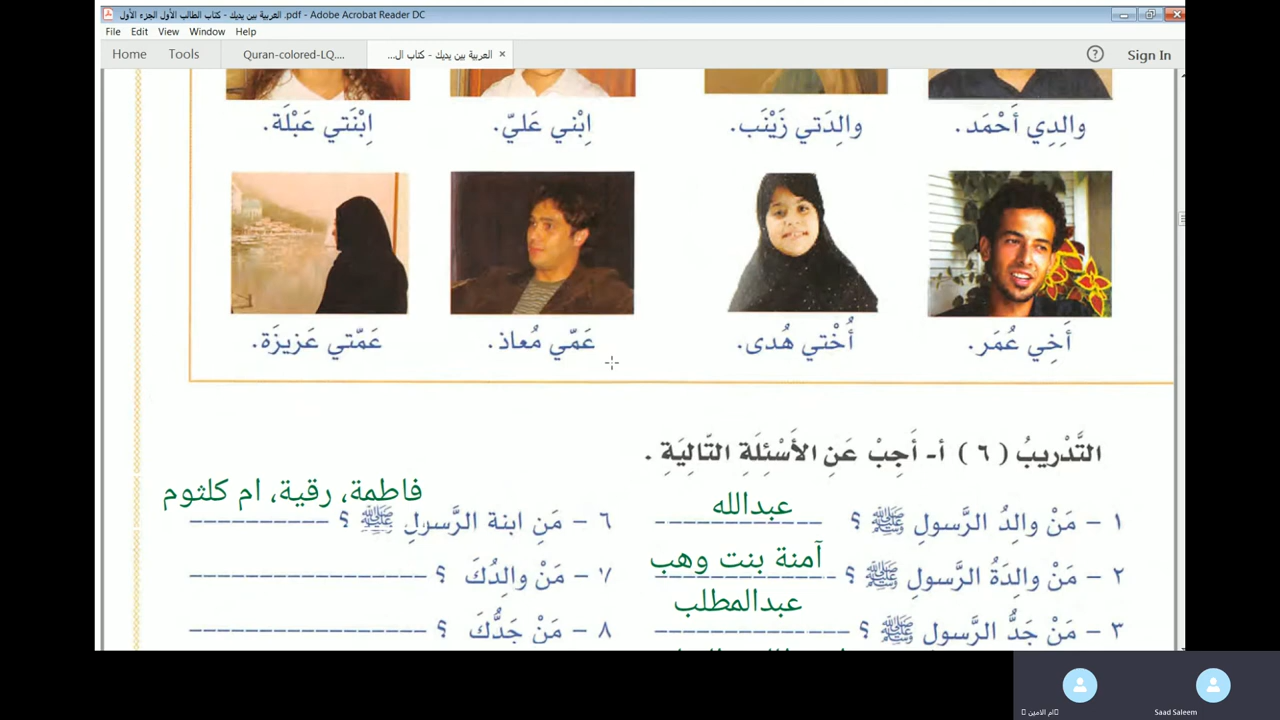 العربية بين يديك - كتاب الطالب الأول الجزء الأول .pdf - Adobe Acrobat Reader DC
File Edit View Window Help
Home Tools Quran-colored-LQ.... العربية بين يديك - كتاب ال... × ? Sign In
والِدِي أَحْمَد. والِدَتي زَيْنَب. اِبْني عَليّ. اِبْنَتي عَبْلَة.
أَخِي عُمَر. أُخْتي هُدى. عَمّي مُعاذ. عَمَّتي عَزيزَة.
التَّدْريبُ ( ٦ ) أ- أَجِبْ عَنِ الأَسْئِلَةِ التّالِيَةِ .
١ - مَنْ والِدُ الرَّسولِ ﷺ ؟ عبدالله
٢ - مَنْ والِدَةُ الرَّسولِ ﷺ ؟ آمنة بنت وهب
٣ - مَنْ جَدُّ الرَّسولِ ﷺ ؟ عبدالمطلب
٦ - مَنِ ابنة الرَّسولِ ﷺ ؟ فاطمة، رقية، ام كلثوم
٧ - مَنْ والِدُكَ ؟
٨ - مَنْ جَدُّكَ ؟
ام الامين
Saad Saleem